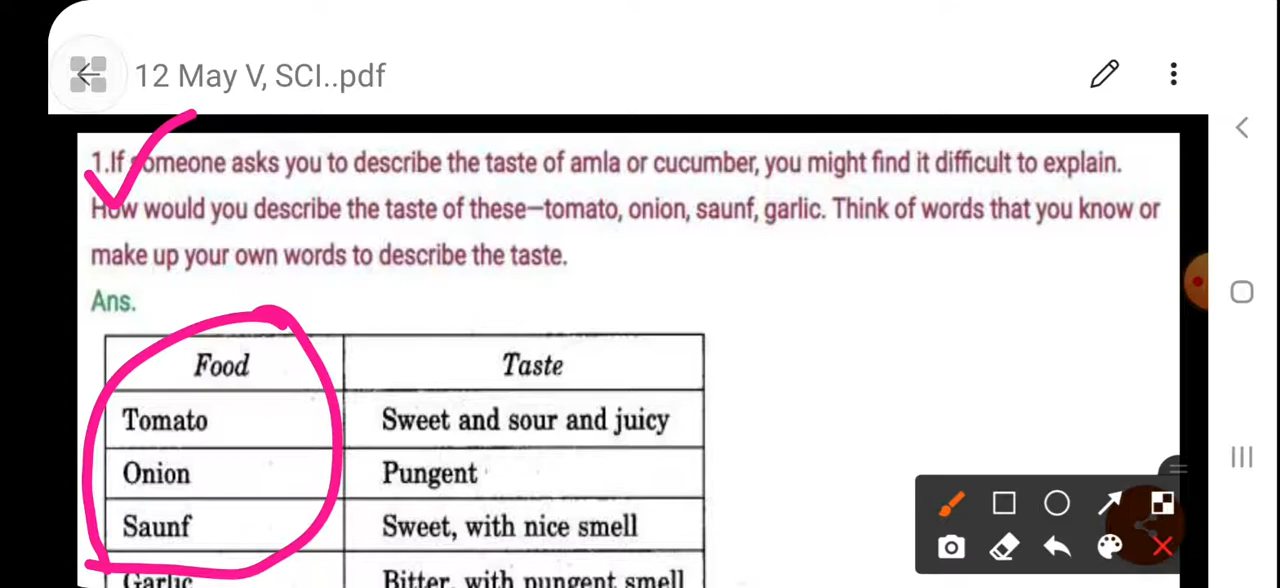 12 May V, SCI..pdf
1.If someone asks you to describe the taste of amla or cucumber, you might find it difficult to explain.
How would you describe the taste of these—tomato, onion, saunf, garlic. Think of words that you know or
make up your own words to describe the taste.
Ans.
Food Taste
Tomato Sweet and sour and juicy
Onion Pungent
Saunf Sweet, with nice smell
Garlic Bitter, with pungent smell